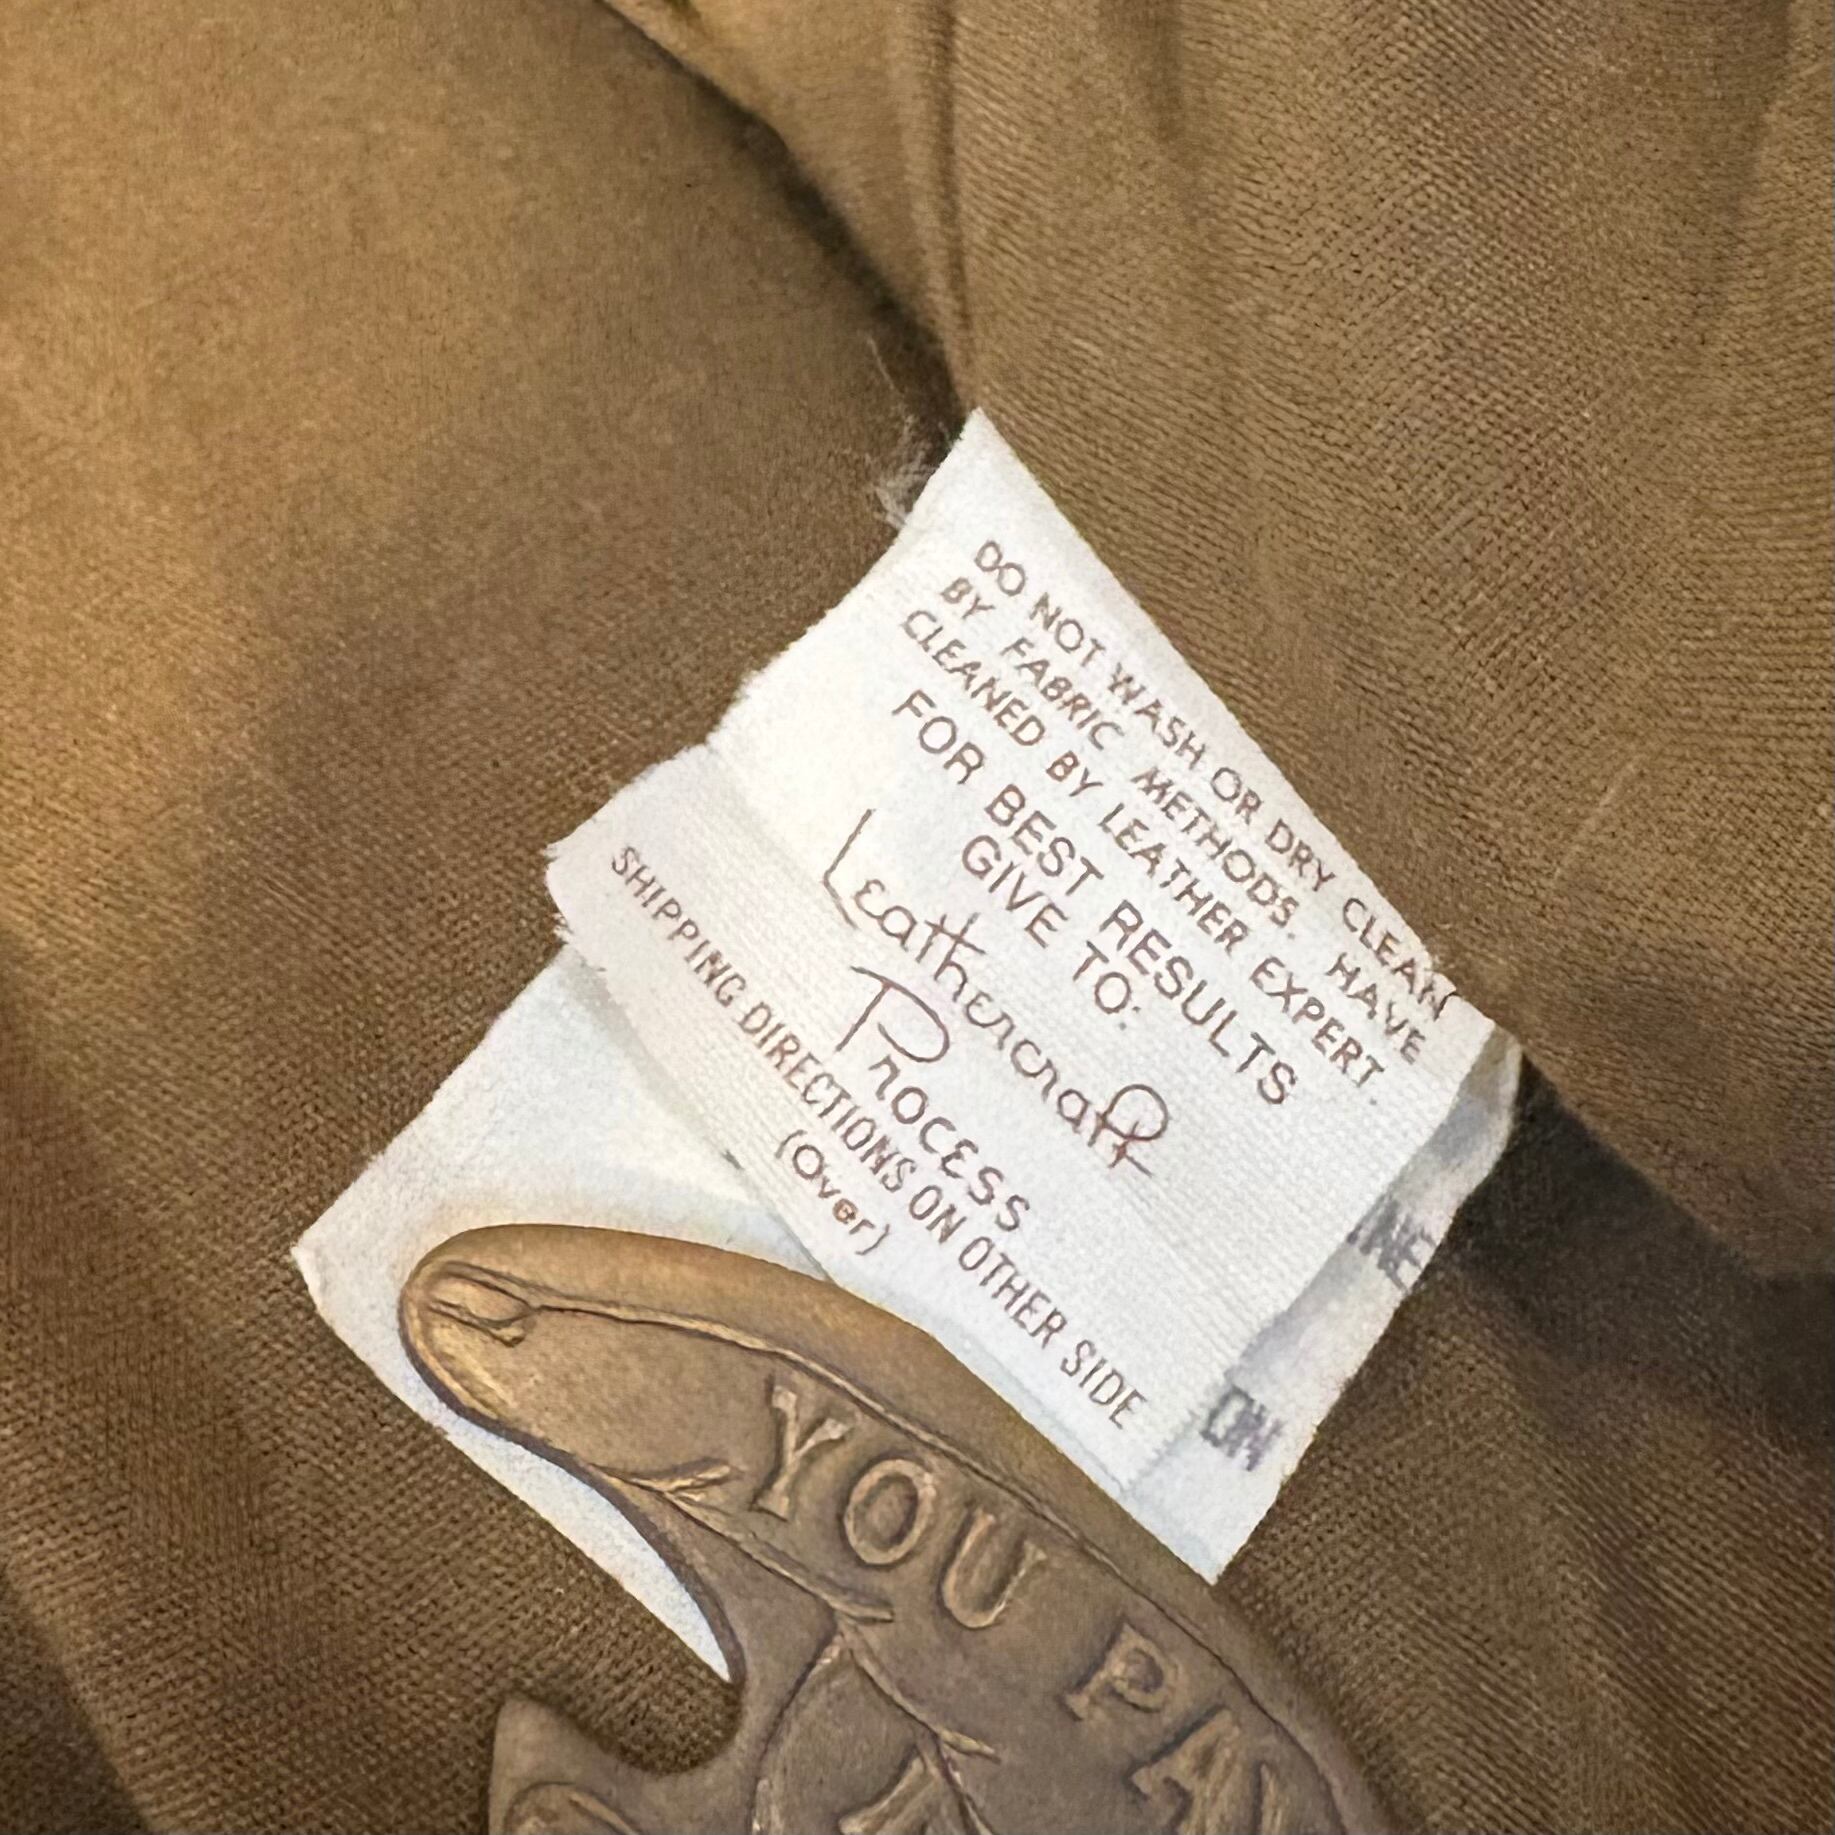 DO NOT WASH OR DRY CLEAN
BY FABRIC METHODS. HAVE
CLEANED BY LEATHER EXPERT
FOR BEST RESULTS
GIVE TO:
Leathercraft
Process
SHIPPING DIRECTIONS ON OTHER SIDE
(Over)
YOU